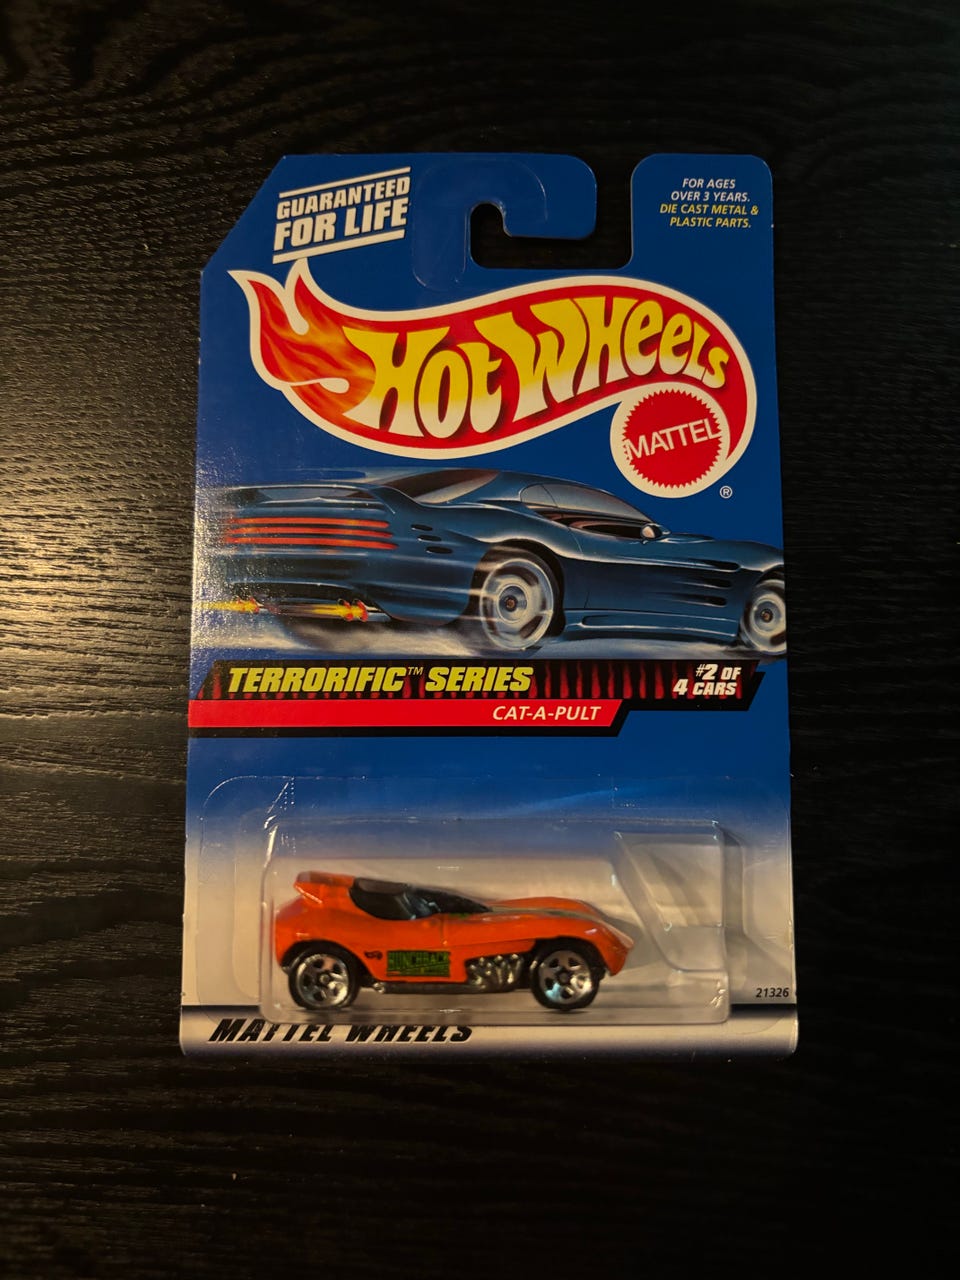 GUARANTEED
FOR LIFE
FOR AGES
OVER 3 YEARS.
DIE CAST METAL &
PLASTIC PARTS.
HOT WHEELS
MATTEL
®
TERRORIFIC™ SERIES
#2 OF
4 CARS
CAT-A-PULT
21326
MATTEL WHEELS